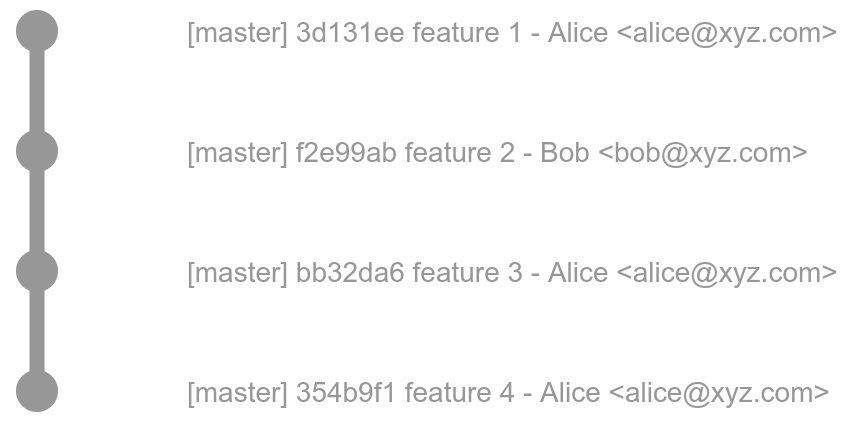 [master] 3d131ee feature 1 - Alice <alice@xyz.com>
[master] f2e99ab feature 2 - Bob <bob@xyz.com>
[master] bb32da6 feature 3 - Alice <alice@xyz.com>
[master] 354b9f1 feature 4 - Alice <alice@xyz.com>